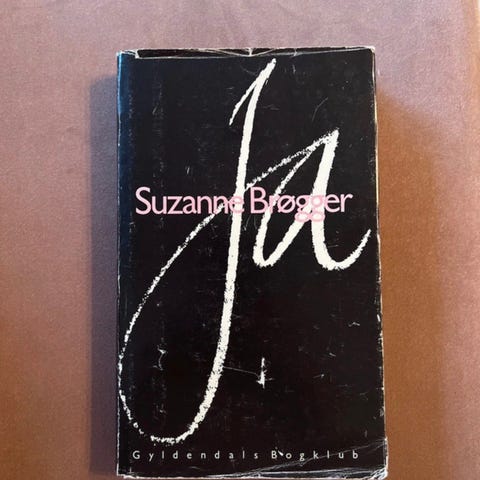 Ja
Suzanne Brøgger
Gyldendals Bogklub